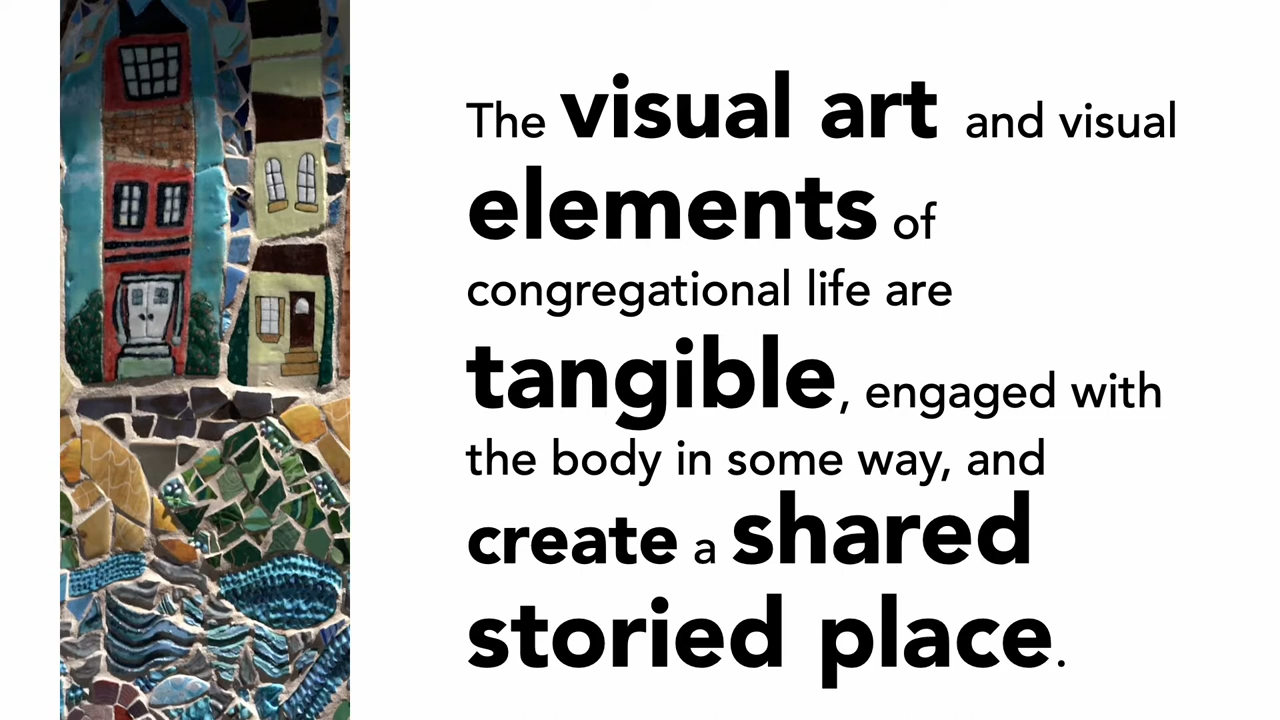 The visual art and visual
elements of
congregational life are
tangible, engaged with
the body in some way, and
create a shared
storied place.